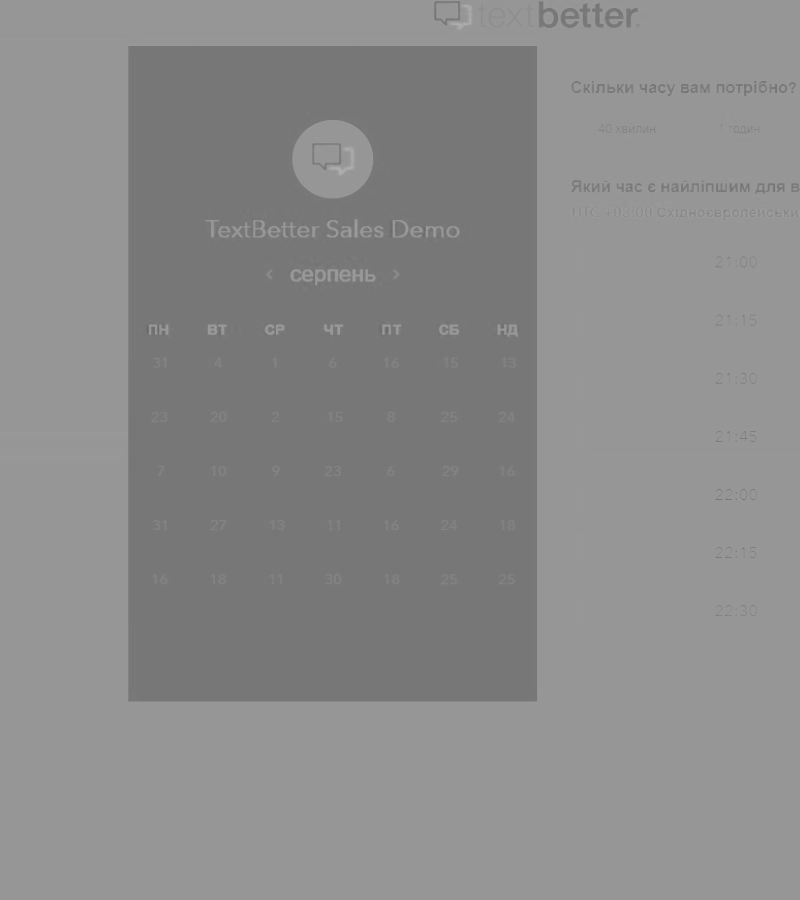 textbetter.
TextBetter Sales Demo
‹ серпень ›
ПН ВТ СР ЧТ ПТ СБ НД
31 4 1 6 16 15 13
23 20 2 15 8 25 24
7 10 9 23 6 29 16
31 27 13 11 16 24 18
16 18 11 30 18 25 25
Скільки часу вам потрібно?
40 хвилин 1 годин
Який час є найліпшим для в
UTC +03:00 Східноєвропейськи
21:00
21:15
21:30
21:45
22:00
22:15
22:30